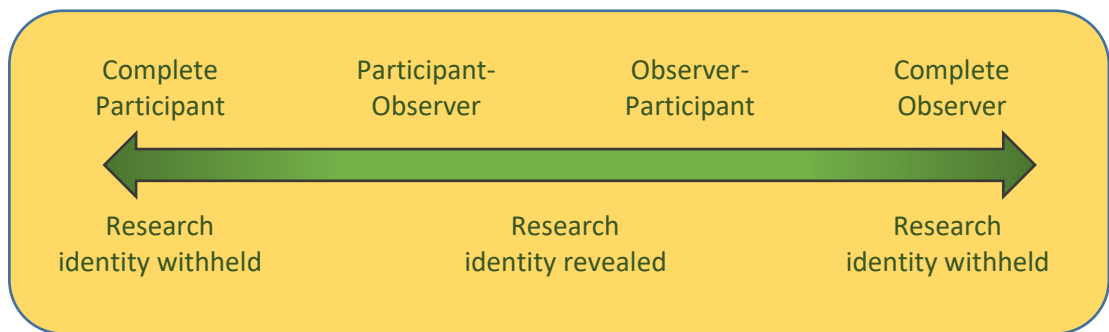 Complete
Participant
Participant-
Observer
Observer-
Participant
Complete
Observer
Research
identity withheld
Research
identity revealed
Research
identity withheld